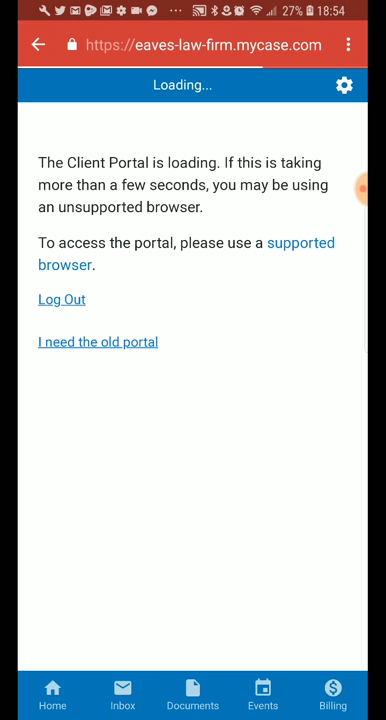 27% 18:54
https://eaves-law-firm.mycase.com
Loading...
The Client Portal is loading. If this is taking
more than a few seconds, you may be using
an unsupported browser.
To access the portal, please use a supported
browser.
Log Out
I need the old portal
Home Inbox Documents Events Billing